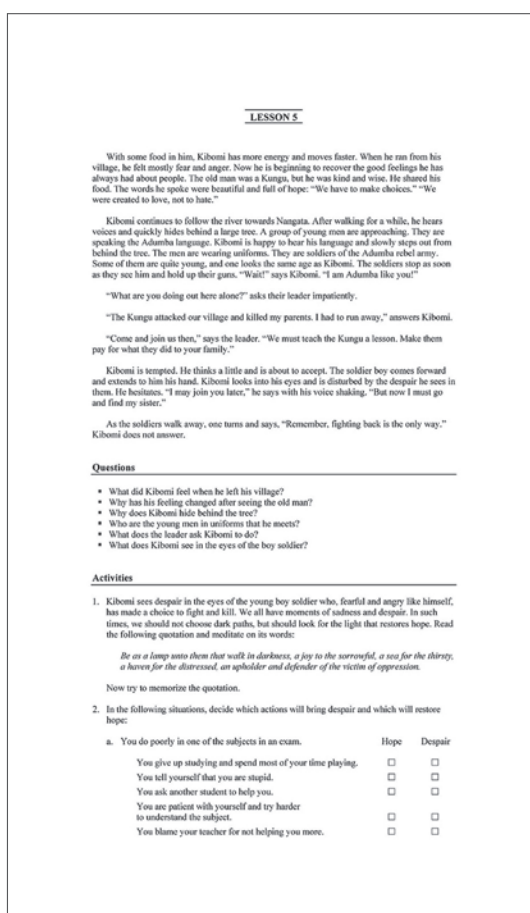 LESSON 5
With some food in him, Kibomi has more energy and moves faster. When he ran from his
village, he felt mostly fear and anger. Now he is beginning to recover the good feelings he has
always had about people. The old man was a Kungu, but he was kind and wise. He shared his
food. The words he spoke were beautiful and full of hope: “We have to make choices.” “We
were created to love, not to hate.”
Kibomi continues to follow the river towards Nangata. After walking for a while, he hears
voices and quickly hides behind a large tree. A group of young men are approaching. They are
speaking the Adumba language. Kibomi is happy to hear his language and slowly steps out from
behind the tree. The men are wearing uniforms. They are soldiers of the Adumba rebel army.
Some of them are quite young, and one looks the same age as Kibomi. The soldiers stop as soon
as they see him and hold up their guns. “Wait!” says Kibomi. “I am Adumba like you!”
“What are you doing out here alone?” asks their leader impatiently.
“The Kungu attacked our village and killed my parents. I had to run away,” answers Kibomi.
“Come and join us then,” says the leader. “We must teach the Kungu a lesson. Make them
pay for what they did to your family.”
Kibomi is tempted. He thinks a little and is about to accept. The soldier boy comes forward
and extends to him his hand. Kibomi looks into his eyes and is disturbed by the despair he sees in
them. He hesitates. “I may join you later,” he says with his voice shaking. “But now I must go
and find my sister.”
As the soldiers walk away, one turns and says, “Remember, fighting back is the only way.”
Kibomi does not answer.
Questions
▪ What did Kibomi feel when he left his village?
▪ Why has his feeling changed after seeing the old man?
▪ Why does Kibomi hide behind the tree?
▪ Who are the young men in uniforms that he meets?
▪ What does the leader ask Kibomi to do?
▪ What does Kibomi see in the eyes of the boy soldier?
Activities
1. Kibomi sees despair in the eyes of the young boy soldier who, fearful and angry like himself,
has made a choice to fight and kill. We all have moments of sadness and despair. In such
times, we should not choose dark paths, but should look for the light that restores hope. Read
the following quotation and meditate on its words:
Be as a lamp unto them that walk in darkness, a joy to the sorrowful, a sea for the thirsty,
a haven for the distressed, an upholder and defender of the victim of oppression.
Now try to memorize the quotation.
2. In the following situations, decide which actions will bring despair and which will restore
hope:
a. You do poorly in one of the subjects in an exam. Hope Despair
You give up studying and spend most of your time playing. □ □
You tell yourself that you are stupid. □ □
You ask another student to help you. □ □
You are patient with yourself and try harder
to understand the subject. □ □
You blame your teacher for not helping you more. □ □